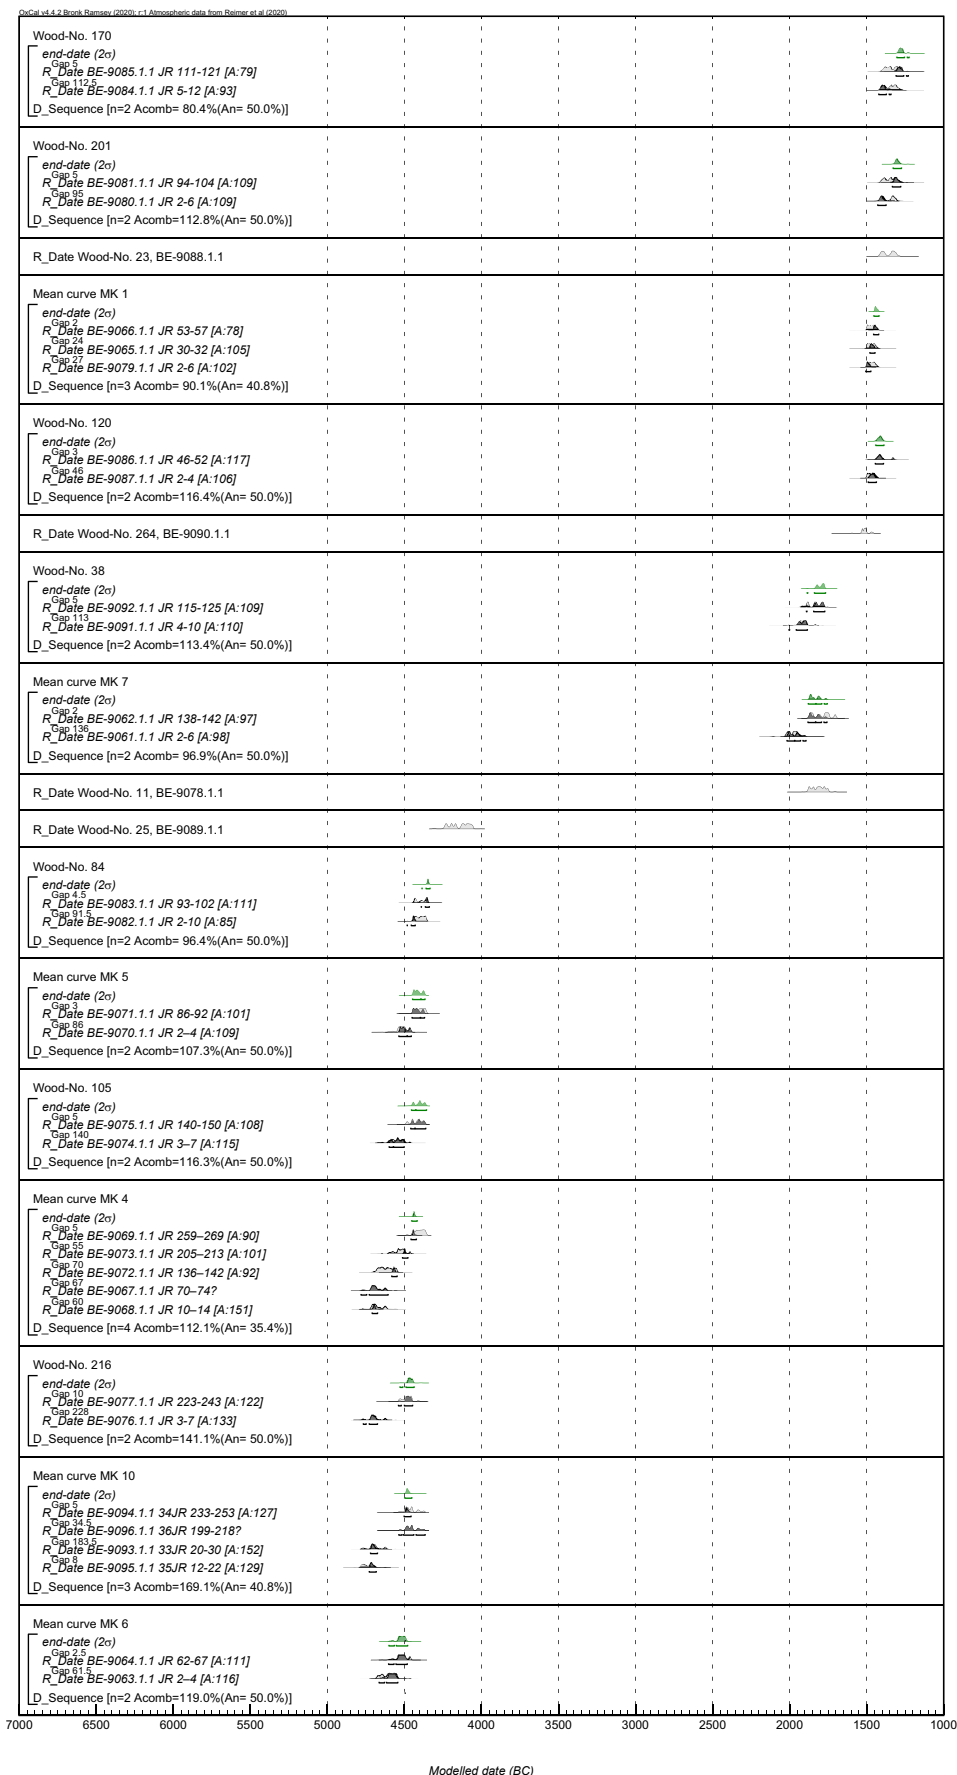 OxCal v4.4.2 Bronk Ramsey (2020); r:1 Atmospheric data from Reimer et al (2020)
Wood-No. 170
end-date (2σ)
Gap 5
R_Date BE-9085.1.1 JR 111-121 [A:79]
Gap 112.5
R_Date BE-9084.1.1 JR 5-12 [A:93]
D_Sequence [n=2 Acomb= 80.4%(An= 50.0%)]
Wood-No. 201
end-date (2σ)
Gap 5
R_Date BE-9081.1.1 JR 94-104 [A:109]
Gap 95
R_Date BE-9080.1.1 JR 2-6 [A:109]
D_Sequence [n=2 Acomb=112.8%(An= 50.0%)]
R_Date Wood-No. 23, BE-9088.1.1
Mean curve MK 1
end-date (2σ)
Gap 2
R_Date BE-9066.1.1 JR 53-57 [A:78]
Gap 24
R_Date BE-9065.1.1 JR 30-32 [A:105]
Gap 27
R_Date BE-9079.1.1 JR 2-6 [A:102]
D_Sequence [n=3 Acomb= 90.1%(An= 40.8%)]
Wood-No. 120
end-date (2σ)
Gap 3
R_Date BE-9086.1.1 JR 46-52 [A:117]
Gap 46
R_Date BE-9087.1.1 JR 2-4 [A:106]
D_Sequence [n=2 Acomb=116.4%(An= 50.0%)]
R_Date Wood-No. 264, BE-9090.1.1
Wood-No. 38
end-date (2σ)
Gap 5
R_Date BE-9092.1.1 JR 115-125 [A:109]
Gap 113
R_Date BE-9091.1.1 JR 4-10 [A:110]
D_Sequence [n=2 Acomb=113.4%(An= 50.0%)]
Mean curve MK 7
end-date (2σ)
Gap 2
R_Date BE-9062.1.1 JR 138-142 [A:97]
Gap 136
R_Date BE-9061.1.1 JR 2-6 [A:98]
D_Sequence [n=2 Acomb= 96.9%(An= 50.0%)]
R_Date Wood-No. 11, BE-9078.1.1
R_Date Wood-No. 25, BE-9089.1.1
Wood-No. 84
end-date (2σ)
Gap 4.5
R_Date BE-9083.1.1 JR 93-102 [A:111]
Gap 91.5
R_Date BE-9082.1.1 JR 2-10 [A:85]
D_Sequence [n=2 Acomb= 96.4%(An= 50.0%)]
Mean curve MK 5
end-date (2σ)
Gap 3
R_Date BE-9071.1.1 JR 86-92 [A:101]
Gap 86
R_Date BE-9070.1.1 JR 2–4 [A:109]
D_Sequence [n=2 Acomb=107.3%(An= 50.0%)]
Wood-No. 105
end-date (2σ)
Gap 5
R_Date BE-9075.1.1 JR 140-150 [A:108]
Gap 140
R_Date BE-9074.1.1 JR 3–7 [A:115]
D_Sequence [n=2 Acomb=116.3%(An= 50.0%)]
Mean curve MK 4
end-date (2σ)
Gap 5
R_Date BE-9069.1.1 JR 259–269 [A:90]
Gap 55
R_Date BE-9073.1.1 JR 205–213 [A:101]
Gap 70
R_Date BE-9072.1.1 JR 136–142 [A:92]
Gap 67
R_Date BE-9067.1.1 JR 70–74?
Gap 60
R_Date BE-9068.1.1 JR 10–14 [A:151]
D_Sequence [n=4 Acomb=112.1%(An= 35.4%)]
Wood-No. 216
end-date (2σ)
Gap 10
R_Date BE-9077.1.1 JR 223-243 [A:122]
Gap 228
R_Date BE-9076.1.1 JR 3-7 [A:133]
D_Sequence [n=2 Acomb=141.1%(An= 50.0%)]
Mean curve MK 10
end-date (2σ)
Gap 5
R_Date BE-9094.1.1 34JR 233-253 [A:127]
Gap 34.5
R_Date BE-9096.1.1 36JR 199-218?
Gap 183.5
R_Date BE-9093.1.1 33JR 20-30 [A:152]
Gap 8
R_Date BE-9095.1.1 35JR 12-22 [A:129]
D_Sequence [n=3 Acomb=169.1%(An= 40.8%)]
Mean curve MK 6
end-date (2σ)
Gap 2.5
R_Date BE-9064.1.1 JR 62-67 [A:111]
Gap 61.5
R_Date BE-9063.1.1 JR 2–4 [A:116]
D_Sequence [n=2 Acomb=119.0%(An= 50.0%)]
7000 6500 6000 5500 5000 4500 4000 3500 3000 2500 2000 1500 1000
Modelled date (BC)